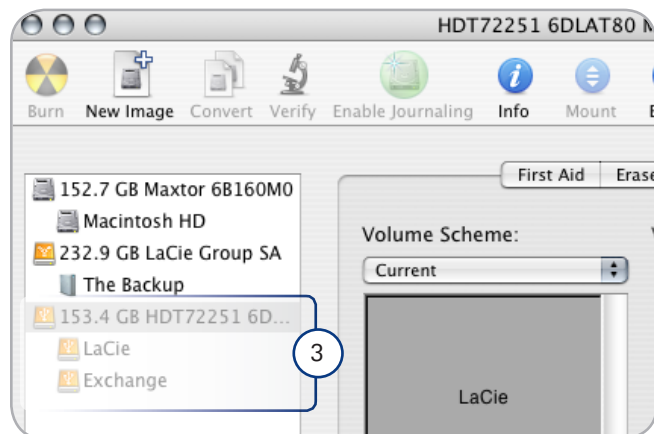 HDT72251 6DLAT80 M
Burn New Image Convert Verify Enable Journaling Info Mount E
First Aid Erase
152.7 GB Maxtor 6B160M0
Macintosh HD
232.9 GB LaCie Group SA
The Backup
153.4 GB HDT72251 6D...
LaCie
Exchange
3
Volume Scheme:
Current
LaCie